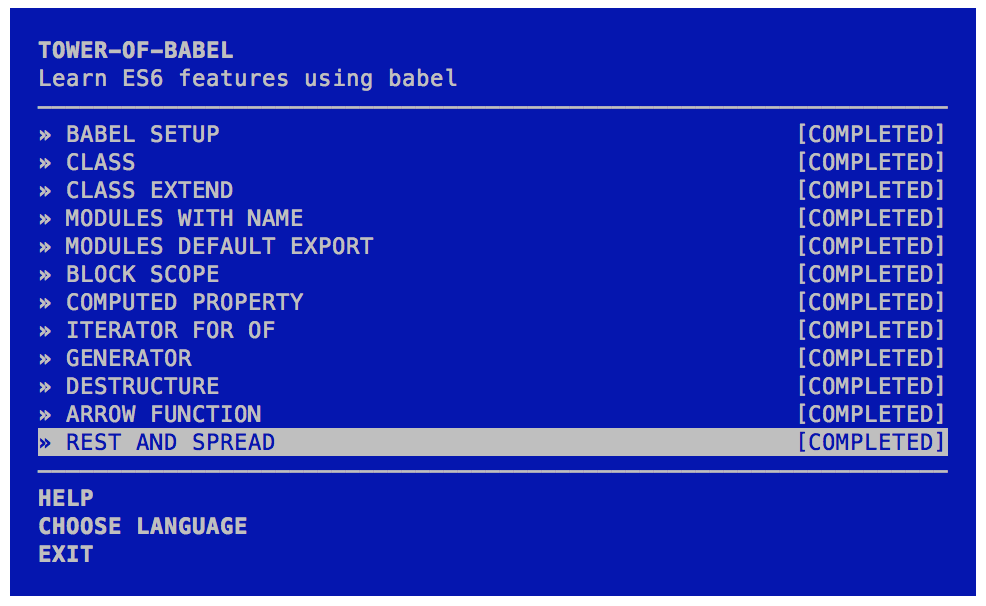 TOWER-OF-BABEL
Learn ES6 features using babel
» BABEL SETUP [COMPLETED]
» CLASS [COMPLETED]
» CLASS EXTEND [COMPLETED]
» MODULES WITH NAME [COMPLETED]
» MODULES DEFAULT EXPORT [COMPLETED]
» BLOCK SCOPE [COMPLETED]
» COMPUTED PROPERTY [COMPLETED]
» ITERATOR FOR OF [COMPLETED]
» GENERATOR [COMPLETED]
» DESTRUCTURE [COMPLETED]
» ARROW FUNCTION [COMPLETED]
» REST AND SPREAD [COMPLETED]
HELP
CHOOSE LANGUAGE
EXIT